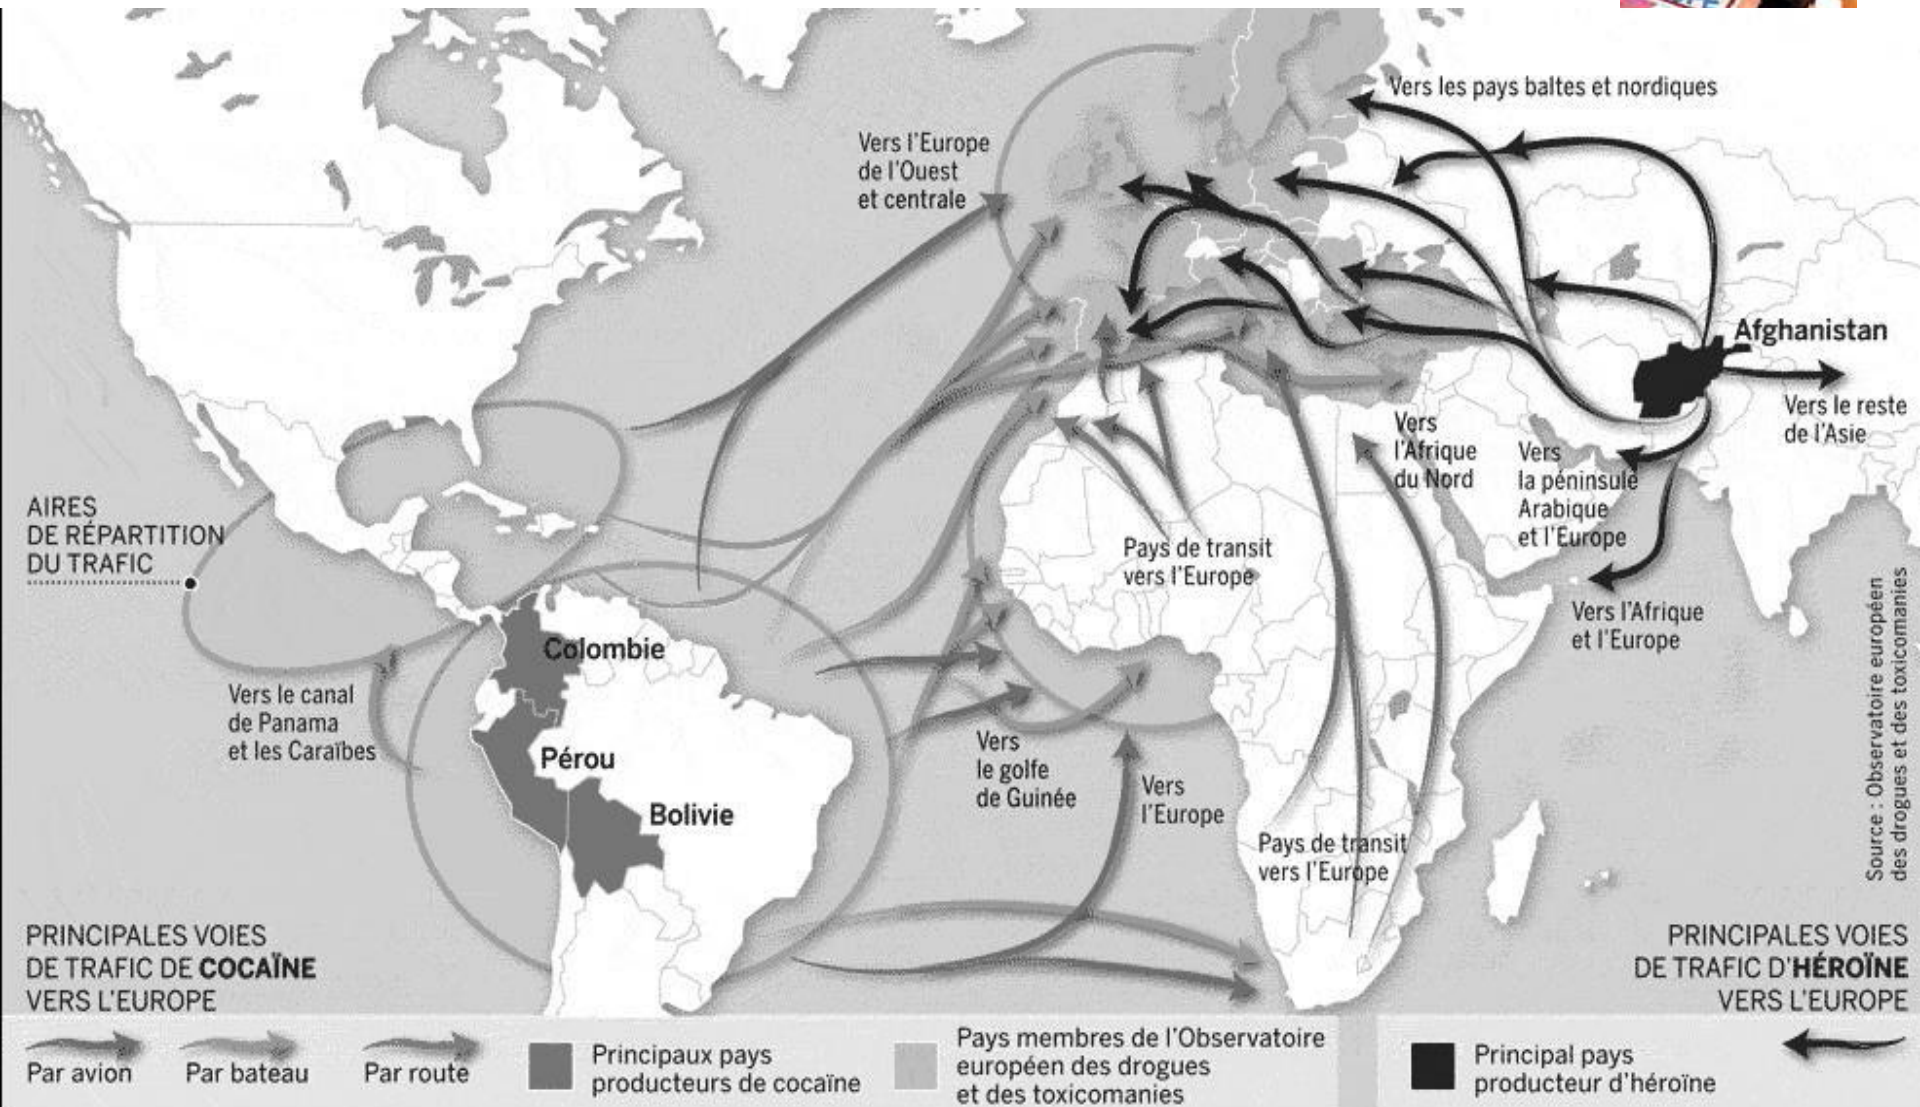 Vers les pays baltes et nordiques
Vers l'Europe
de l'Ouest
et centrale
Afghanistan
Vers le reste
de l'Asie
Vers
l'Afrique
du Nord
Vers
la péninsule
Arabique
et l'Europe
AIRES
DE RÉPARTITION
DU TRAFIC
Pays de transit
vers l'Europe
Vers l'Afrique
et l'Europe
Colombie
Vers le canal
de Panama
et les Caraïbes
Pérou
Bolivie
Vers
le golfe
de Guinée
Vers
l'Europe
Pays de transit
vers l'Europe
Source : Observatoire européen
des drogues et des toxicomanies
PRINCIPALES VOIES
DE TRAFIC DE COCAÏNE
VERS L'EUROPE
PRINCIPALES VOIES
DE TRAFIC D'HÉROÏNE
VERS L'EUROPE
Par avion
Par bateau
Par route
Principaux pays
producteurs de cocaïne
Pays membres de l'Observatoire
européen des drogues
et des toxicomanies
Principal pays
producteur d'héroïne